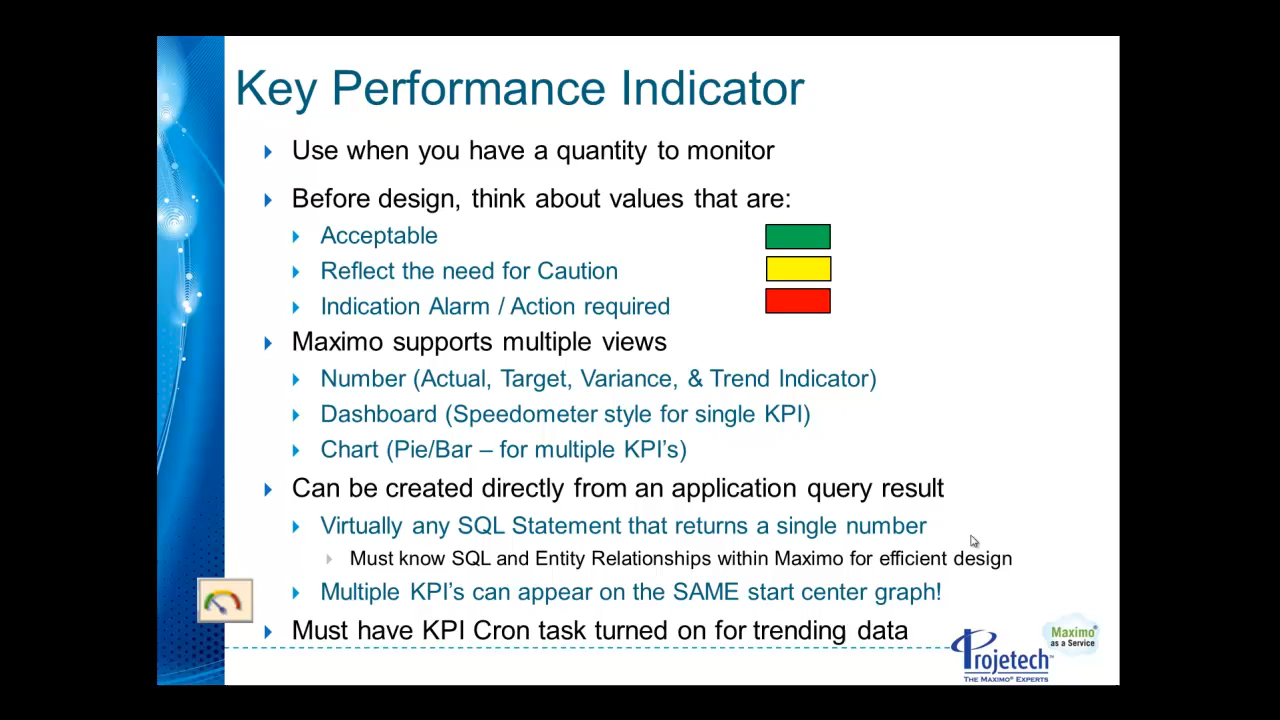 Key Performance Indicator
Use when you have a quantity to monitor
Before design, think about values that are:
Acceptable
Reflect the need for Caution
Indication Alarm / Action required
Maximo supports multiple views
Number (Actual, Target, Variance, & Trend Indicator)
Dashboard (Speedometer style for single KPI)
Chart (Pie/Bar – for multiple KPI's)
Can be created directly from an application query result
Virtually any SQL Statement that returns a single number
Must know SQL and Entity Relationships within Maximo for efficient design
Multiple KPI's can appear on the SAME start center graph!
Must have KPI Cron task turned on for trending data
Maximo®
as a Service
Projetech™
THE MAXIMO® EXPERTS